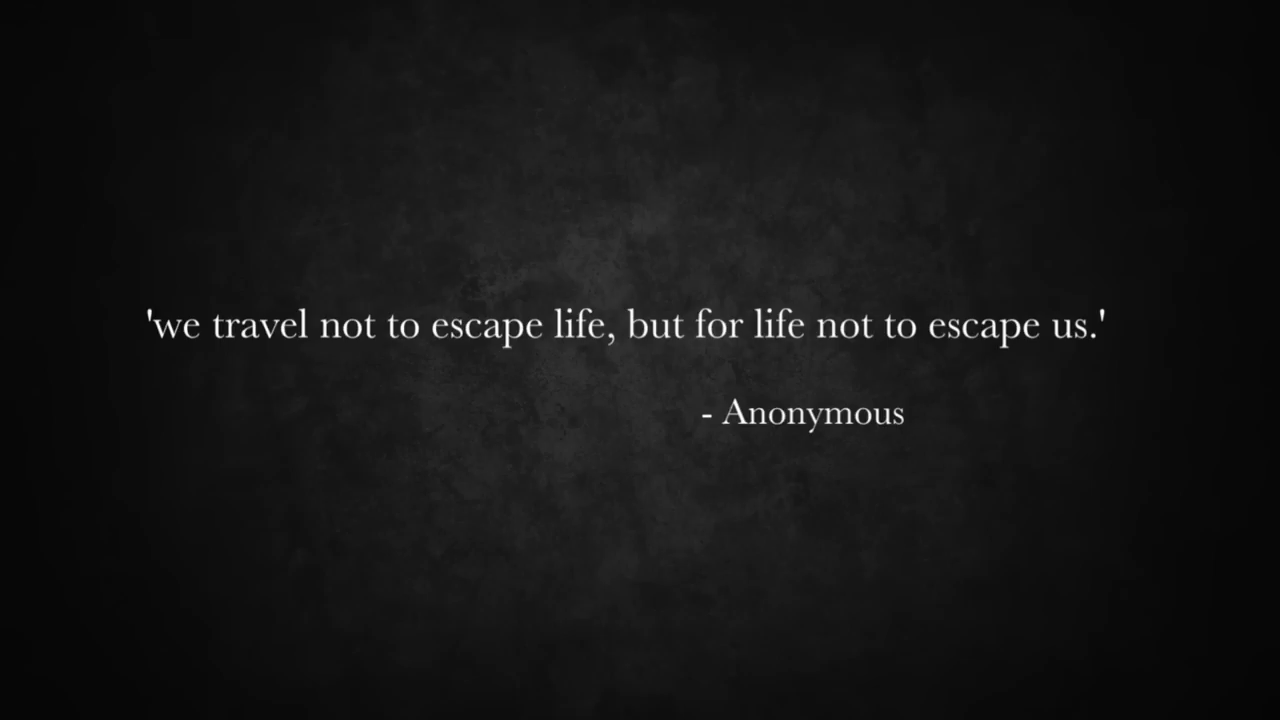 'we travel not to escape life, but for life not to escape us.'
- Anonymous